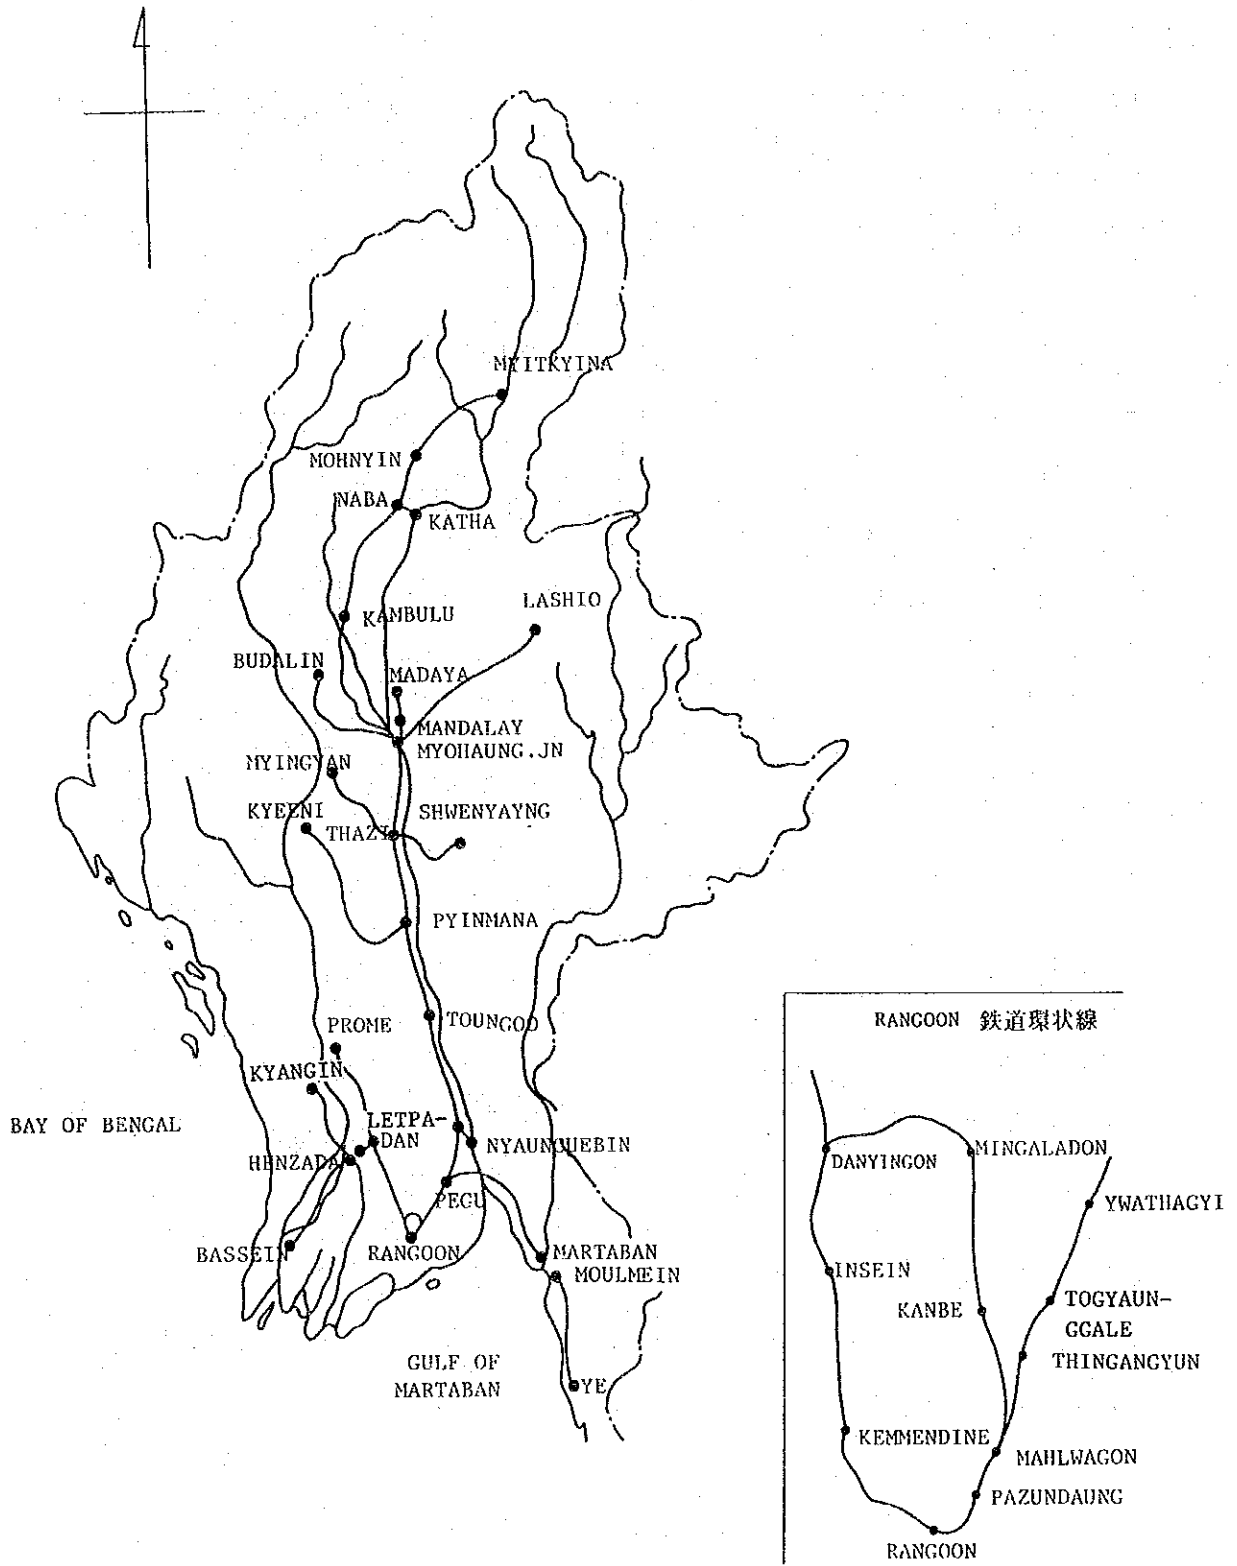 MYITKYINA
MOHNYIN
NABA
KATHA
LASHIO
KAMBULU
BUDALIN
MADAYA
MANDALAY
MYOHAUNG.JN
MYINGYAN
KYEENI
SHWENYAYNG
THAZI
PYINMANA
PROME
TOUNGOO
KYANGIN
BAY OF BENGAL
LETPA-
DAN
NYAUNGUEBIN
HENZADA
PEGU
BASSEIN
RANGOON
MARTABAN
MOULMEIN
GULF OF
MARTABAN
YE
RANGOON 鉄道環状線
DANYINGON
MINGALADON
YWATHAGYI
INSEIN
KANBE
TOGYAUN-
GGALE
THINGANGYUN
KEMMENDINE
MAHLWAGON
PAZUNDAUNG
RANGOON